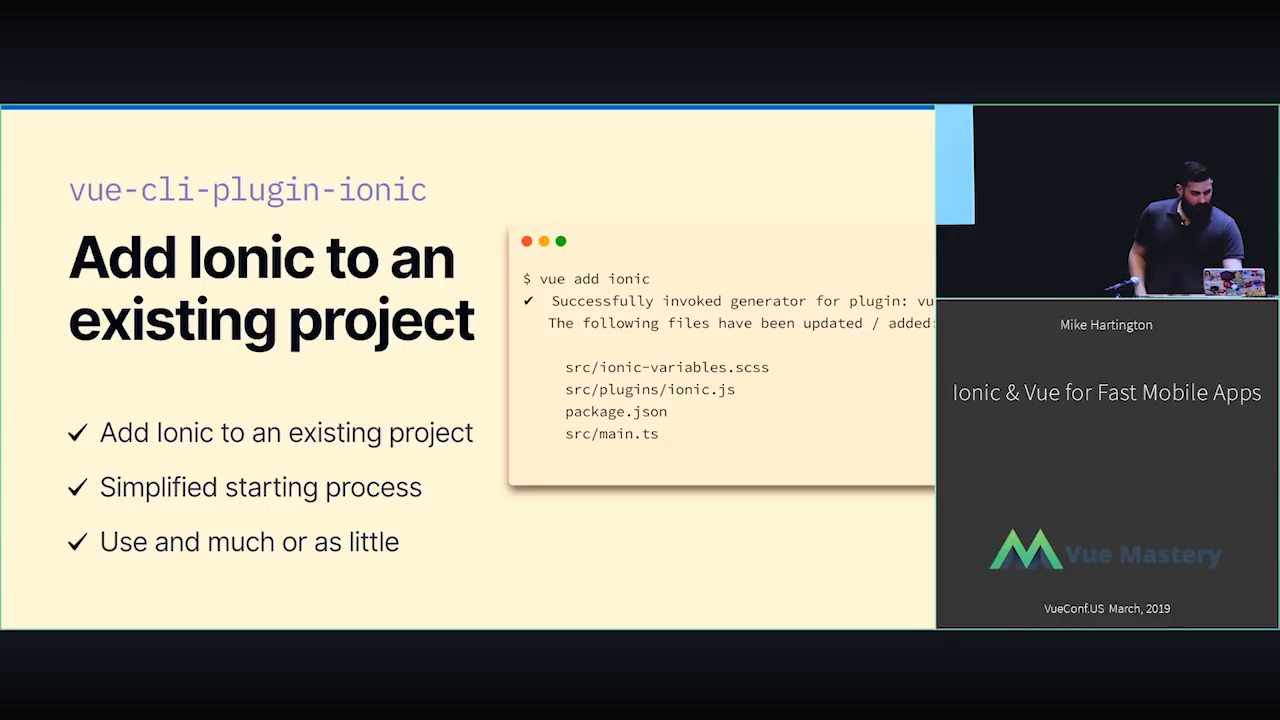 vue-cli-plugin-ionic
Add Ionic to an
existing project
✓ Add Ionic to an existing project
✓ Simplified starting process
✓ Use and much or as little
$ vue add ionic
✔ Successfully invoked generator for plugin: vu
The following files have been updated / added:
src/ionic-variables.scss
src/plugins/ionic.js
package.json
src/main.ts
Mike Hartington
Ionic & Vue for Fast Mobile Apps
Vue Mastery
VueConf.US March, 2019